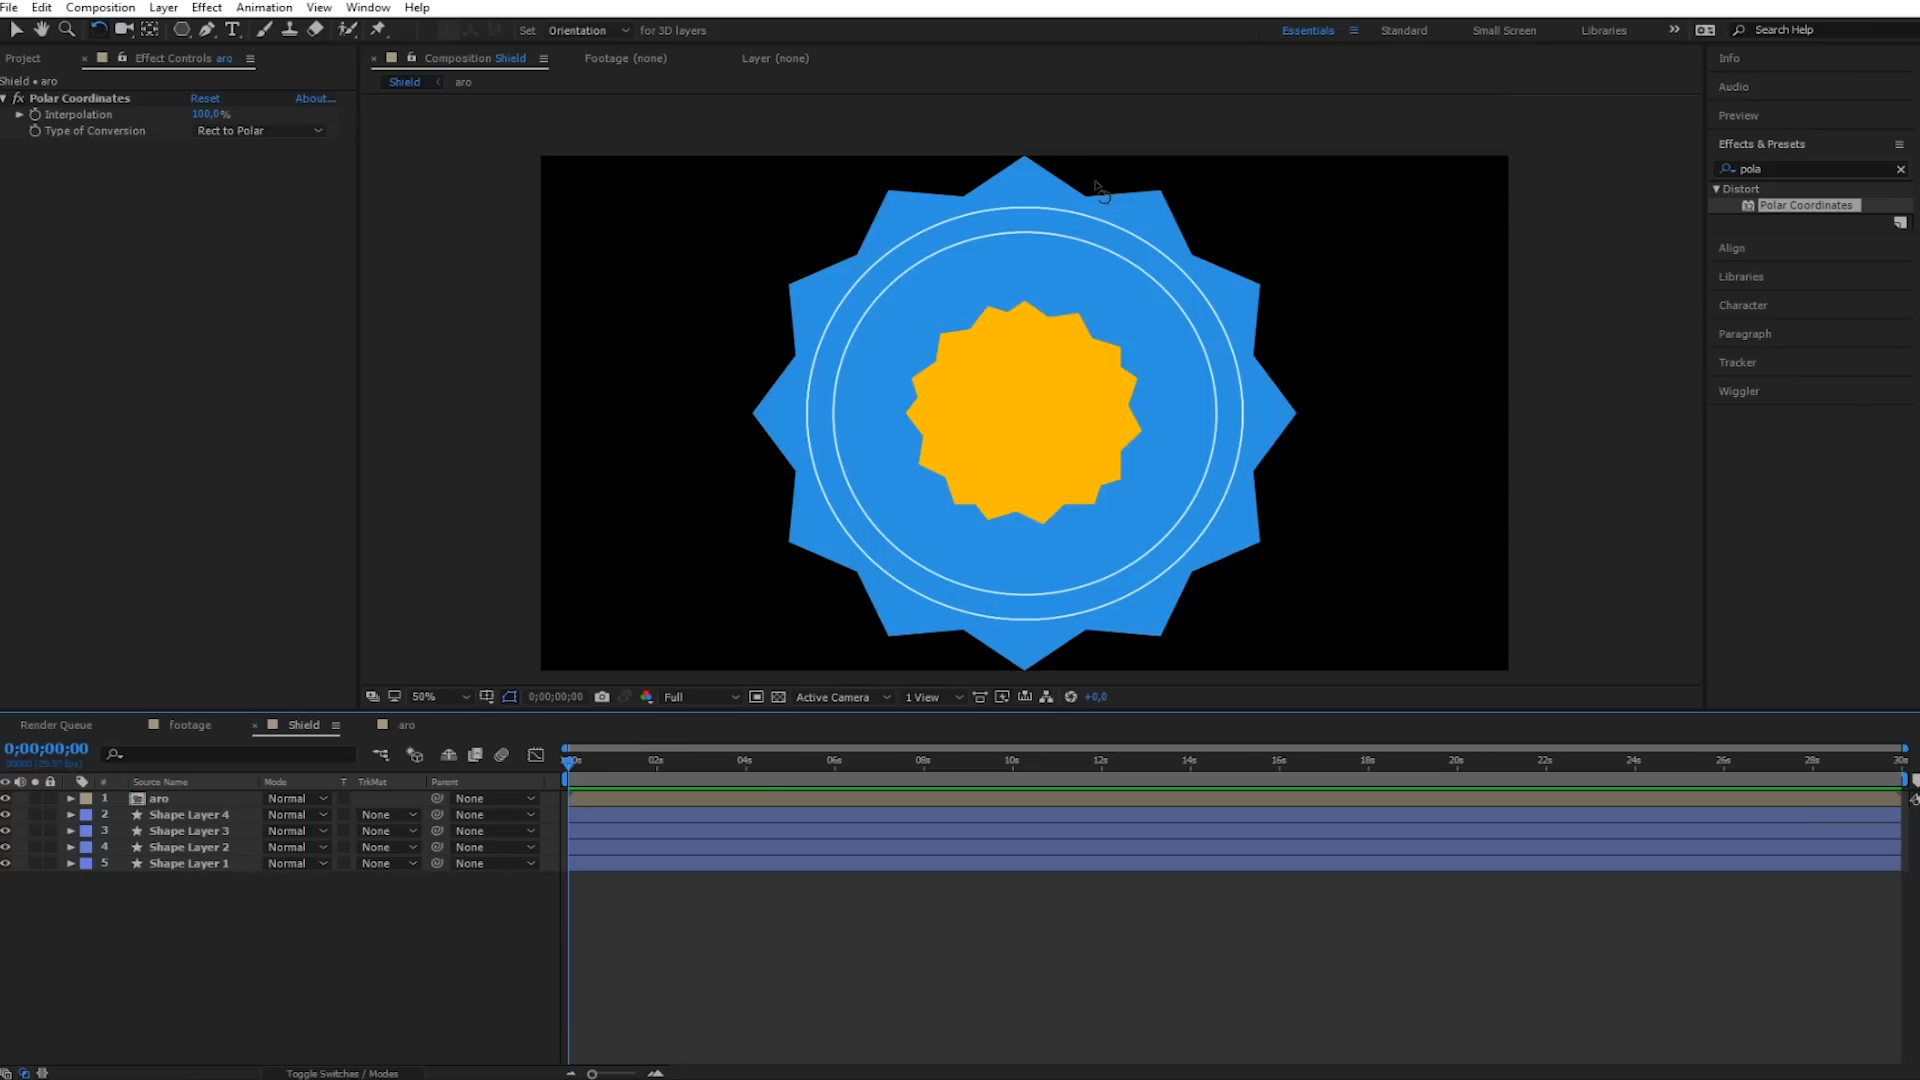 File Edit Composition Layer Effect Animation View Window Help
Set Orientation for 3D layers Essentials Standard Small Screen Libraries Search Help
Project Effect Controls aro Composition Shield Footage (none) Layer (none) Info
Shield • aro Shield aro
Audio
fx Polar Coordinates Reset About...
Interpolation 100,0% Preview
Type of Conversion Rect to Polar
Effects & Presets
pola
Distort
Polar Coordinates
Align
Libraries
Character
Paragraph
Tracker
Wiggler
50% 0;00;00;00 Full Active Camera 1 View +0,0
Render Queue footage Shield aro
0;00;00;00
00000 (29.97 fps)
02s 04s 06s 08s 10s 12s 14s 16s 18s 20s 22s 24s 26s 28s 30s
# Source Name Mode T TrkMat Parent
1 aro Normal None
2 Shape Layer 4 Normal None None
3 Shape Layer 3 Normal None None
4 Shape Layer 2 Normal None None
5 Shape Layer 1 Normal None None
Toggle Switches / Modes